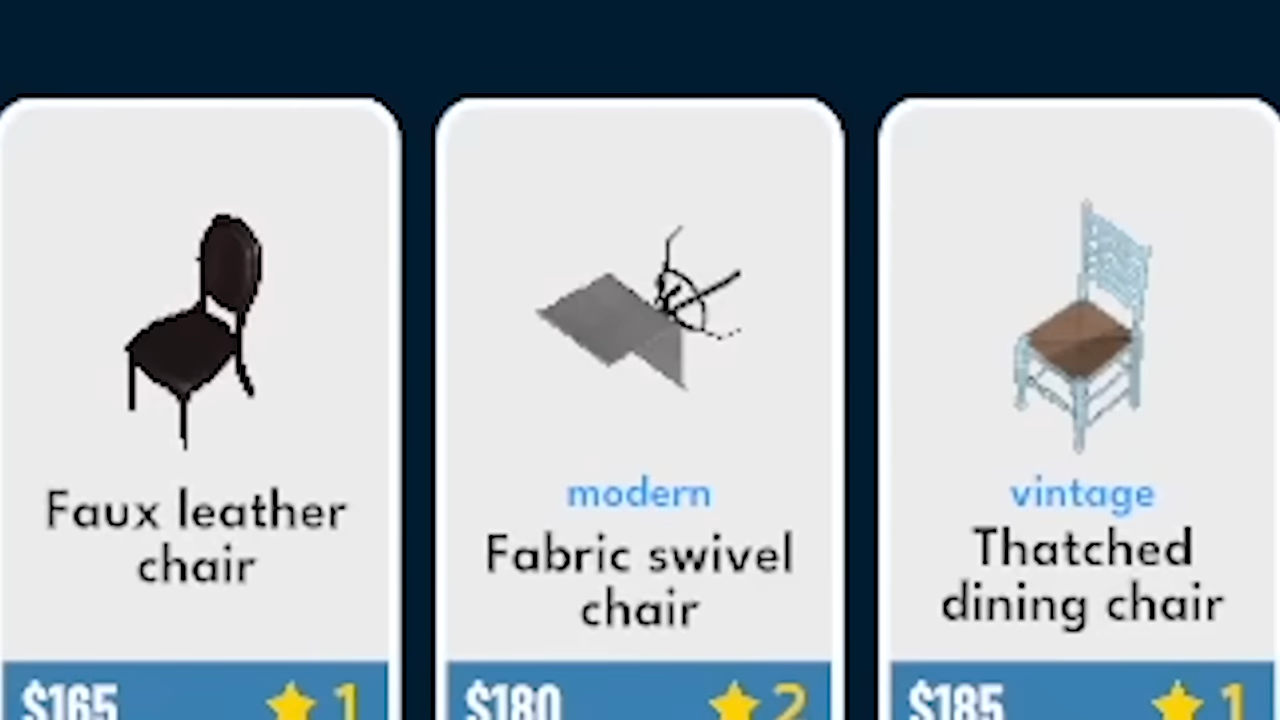 Faux leather
chair
$165
1
modern
Fabric swivel
chair
$180
2
vintage
Thatched
dining chair
$185
1